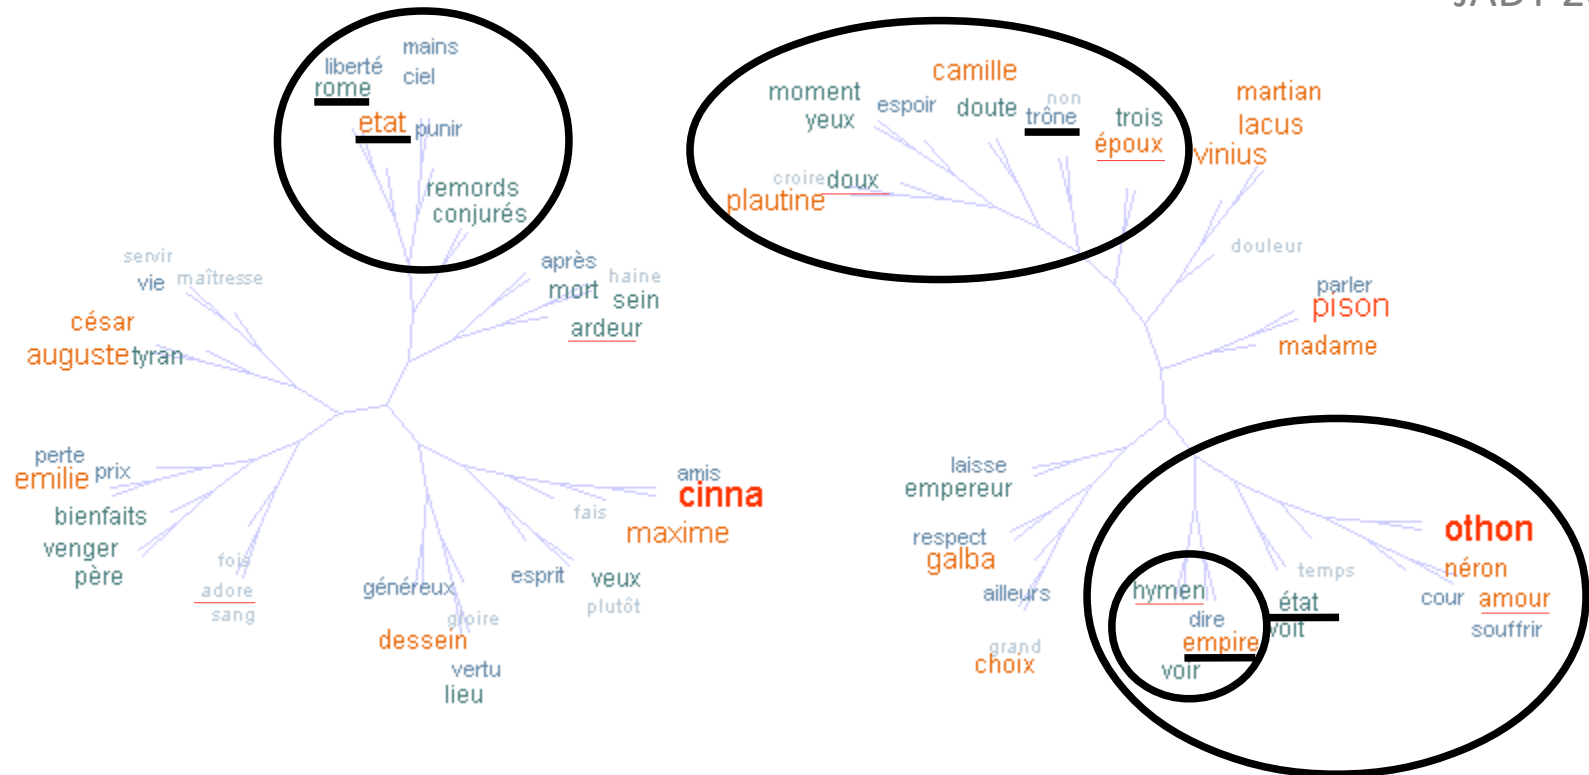 mains
liberté
ciel
rome
etat
punir
remords
conjurés
servir
vie
maîtresse
césar
auguste
tyran
après
haine
mort
sein
ardeur
perte
emilie
prix
bienfaits
venger
père
fois
adore
sang
généreux
gloire
dessein
vertu
lieu
esprit
veux
plutôt
amis
cinna
fais
maxime
camille
moment
yeux
espoir
doute
non
trône
trois
époux
croire
doux
plautine
martian
lacus
vinius
douleur
parler
pison
madame
laisse
empereur
respect
galba
ailleurs
grand
choix
hymen
dire
empire
voir
temps
état
voit
othon
néron
cour
amour
souffrir